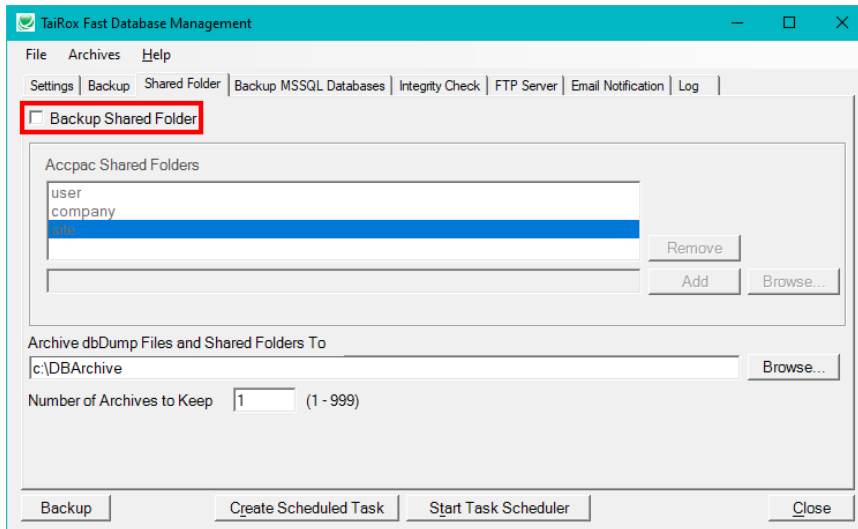 TaiRox Fast Database Management
File Archives Help
Settings Backup Shared Folder Backup MSSQL Databases Integrity Check FTP Server Email Notification Log
Backup Shared Folder
Accpac Shared Folders
user
company
site
Remove
Add Browse...
Archive dbDump Files and Shared Folders To
c:\DBArchive Browse...
Number of Archives to Keep 1 (1 - 999)
Backup Create Scheduled Task Start Task Scheduler Close